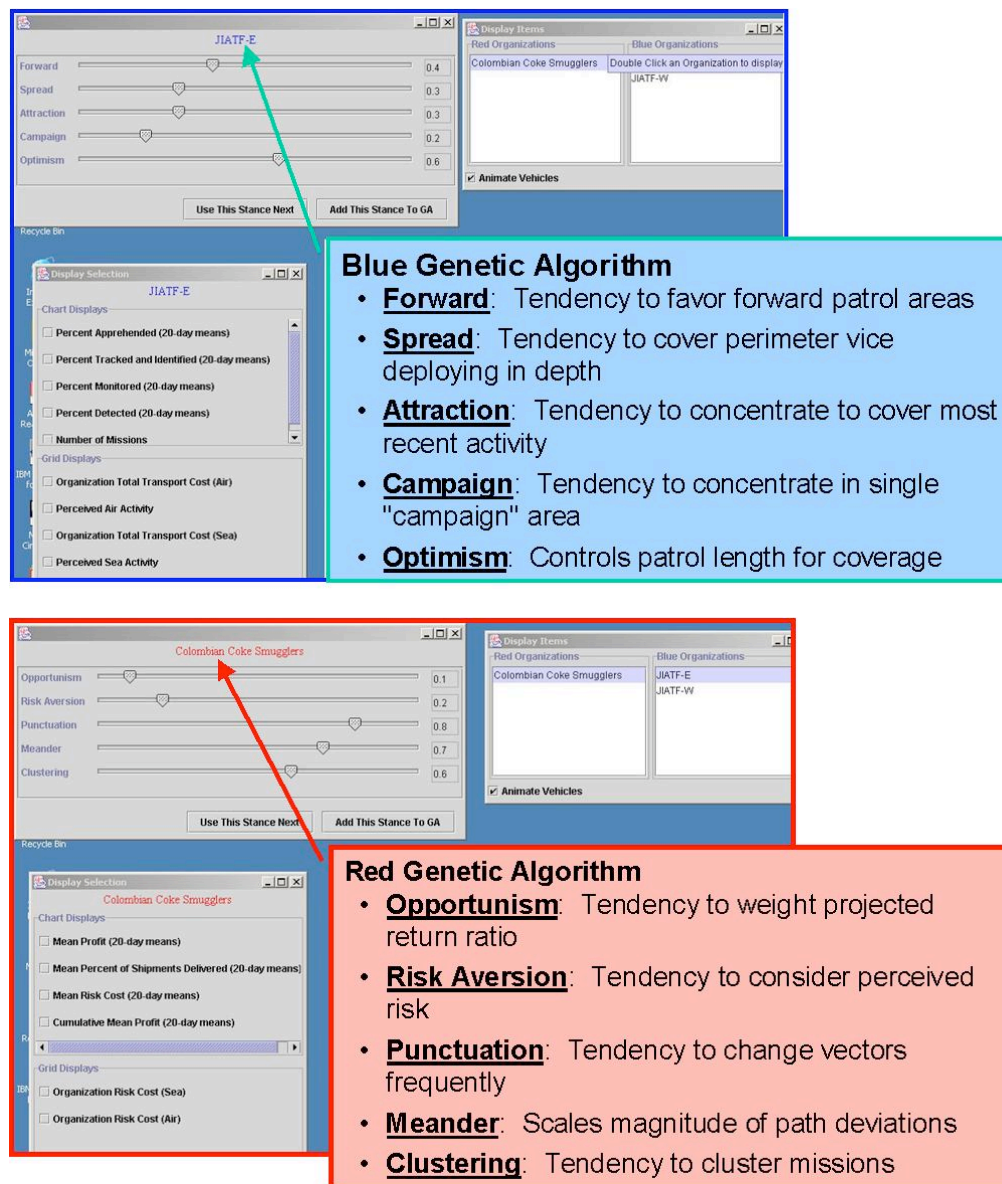 JIATF-E
Forward 0.4
Spread 0.3
Attraction 0.3
Campaign 0.2
Optimism 0.6
Use This Stance Next Add This Stance To GA
Display Items
Red Organizations Blue Organizations
Colombian Coke Smugglers Double Click an Organization to display
JIATF-W
Animate Vehicles
Recycle Bin
Display Selection
JIATF-E
Chart Displays
Percent Apprehended (20-day means)
Percent Tracked and Identified (20-day means)
Percent Monitored (20-day means)
Percent Detected (20-day means)
Number of Missions
Grid Displays
Organization Total Transport Cost (Air)
Perceived Air Activity
Organization Total Transport Cost (Sea)
Perceived Sea Activity
Blue Genetic Algorithm
• Forward: Tendency to favor forward patrol areas
• Spread: Tendency to cover perimeter vice
deploying in depth
• Attraction: Tendency to concentrate to cover most
recent activity
• Campaign: Tendency to concentrate in single
"campaign" area
• Optimism: Controls patrol length for coverage
Colombian Coke Smugglers
Opportunism 0.1
Risk Aversion 0.2
Punctuation 0.8
Meander 0.7
Clustering 0.6
Use This Stance Next Add This Stance To GA
Display Items
Red Organizations Blue Organizations
Colombian Coke Smugglers JIATF-E
JIATF-W
Animate Vehicles
Recycle Bin
Display Selection
Colombian Coke Smugglers
Chart Displays
Mean Profit (20-day means)
Mean Percent of Shipments Delivered (20-day means)
Mean Risk Cost (20-day means)
Cumulative Mean Profit (20-day means)
Grid Displays
Organization Risk Cost (Sea)
Organization Risk Cost (Air)
Red Genetic Algorithm
• Opportunism: Tendency to weight projected
return ratio
• Risk Aversion: Tendency to consider perceived
risk
• Punctuation: Tendency to change vectors
frequently
• Meander: Scales magnitude of path deviations
• Clustering: Tendency to cluster missions